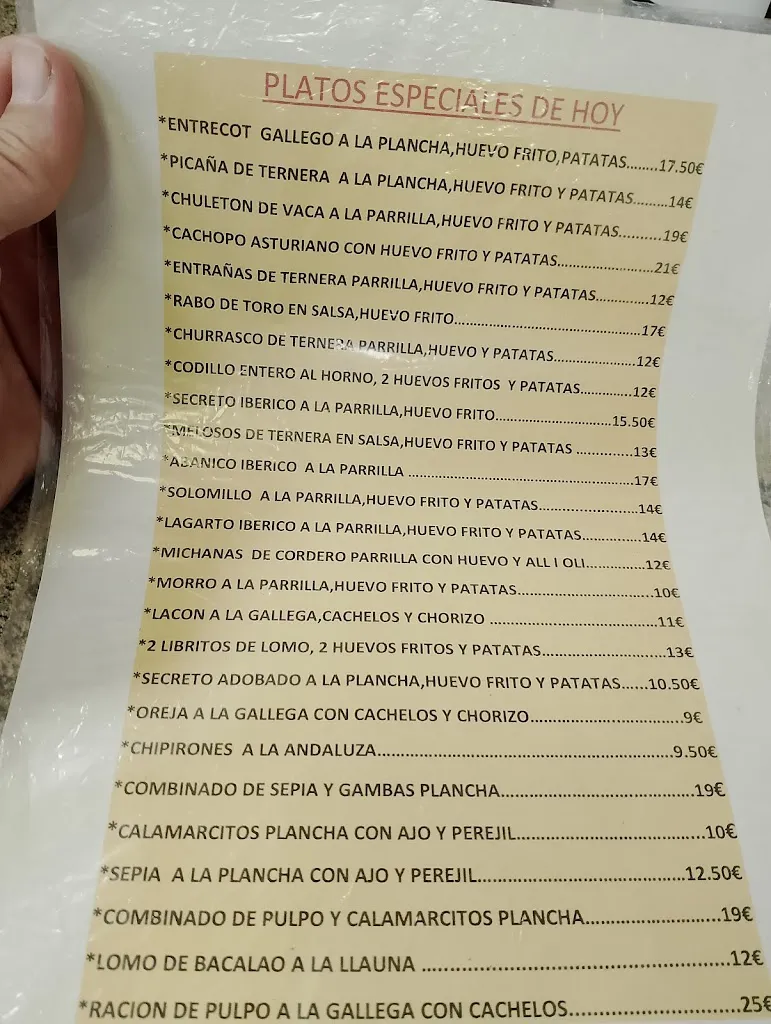 PLATOS ESPECIALES DE HOY
*ENTRECOT GALLEGO A LA PLANCHA,HUEVO FRITO,PATATAS........17.50€
*PICAÑA DE TERNERA A LA PLANCHA,HUEVO FRITO Y PATATAS.........14€
*CHULETON DE VACA A LA PARRILLA,HUEVO FRITO Y PATATAS..........19€
*CACHOPO ASTURIANO CON HUEVO FRITO Y PATATAS.......................21€
*ENTRAÑAS DE TERNERA PARRILLA,HUEVO FRITO Y PATATAS.............12€
*RABO DE TORO EN SALSA,HUEVO FRITO.............................................17€
*CHURRASCO DE TERNERA PARRILLA,HUEVO Y PATATAS...................12€
*CODILLO ENTERO AL HORNO, 2 HUEVOS FRITOS Y PATATAS............12€
*SECRETO IBERICO A LA PARRILLA,HUEVO FRITO............................15.50€
*MELOSOS DE TERNERA EN SALSA,HUEVO FRITO Y PATATAS ..............13€
*ABANICO IBERICO A LA PARRILLA .....................................................17€
*SOLOMILLO A LA PARRILLA,HUEVO FRITO Y PATATAS.......................14€
*LAGARTO IBERICO A LA PARRILLA,HUEVO FRITO Y PATATAS..............14€
*MICHANAS DE CORDERO PARRILLA CON HUEVO Y ALL I OLI.............12€
*MORRO A LA PARRILLA,HUEVO FRITO Y PATATAS..............................10€
*LACON A LA GALLEGA,CACHELOS Y CHORIZO .....................................11€
*2 LIBRITOS DE LOMO, 2 HUEVOS FRITOS Y PATATAS...........................13€
*SECRETO ADOBADO A LA PLANCHA,HUEVO FRITO Y PATATAS......10.50€
*OREJA A LA GALLEGA CON CACHELOS Y CHORIZO.................................9€
*CHIPIRONES A LA ANDALUZA...........................................................9.50€
*COMBINADO DE SEPIA Y GAMBAS PLANCHA.......................................19€
*CALAMARCITOS PLANCHA CON AJO Y PEREJIL.....................................10€
*SEPIA A LA PLANCHA CON AJO Y PEREJIL.........................................12.50€
*COMBINADO DE PULPO Y CALAMARCITOS PLANCHA..........................19€
*LOMO DE BACALAO A LA LLAUNA .....................................................12€
*RACION DE PULPO A LA GALLEGA CON CACHELOS................................25€